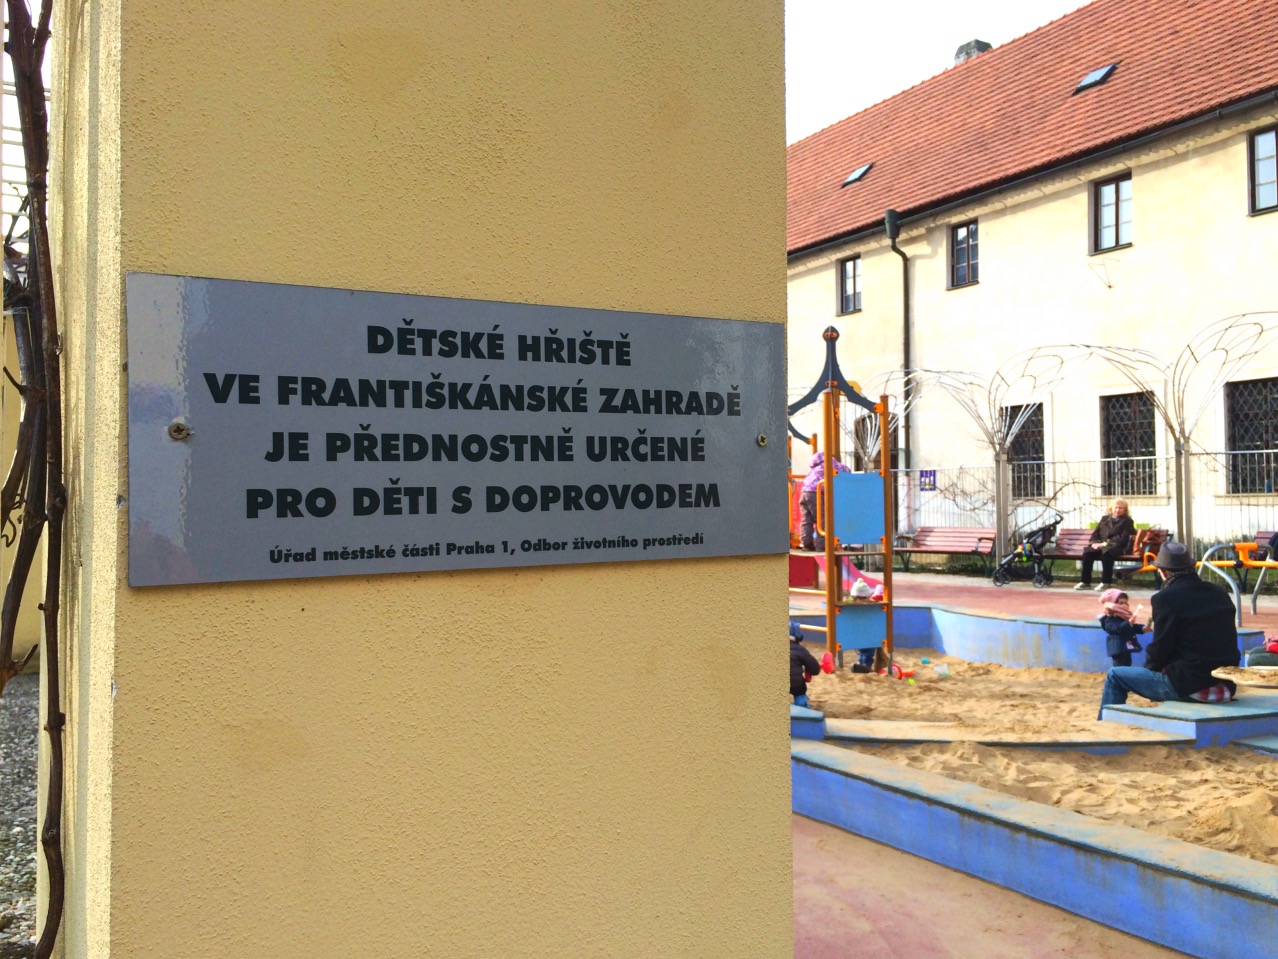 DĚTSKÉ HŘIŠTĚ
VE FRANTIŠKÁNSKÉ ZAHRADĚ
JE PŘEDNOSTNĚ URČENÉ
PRO DĚTI S DOPROVODEM
Úřad městské části Praha 1, Odbor životního prostředí